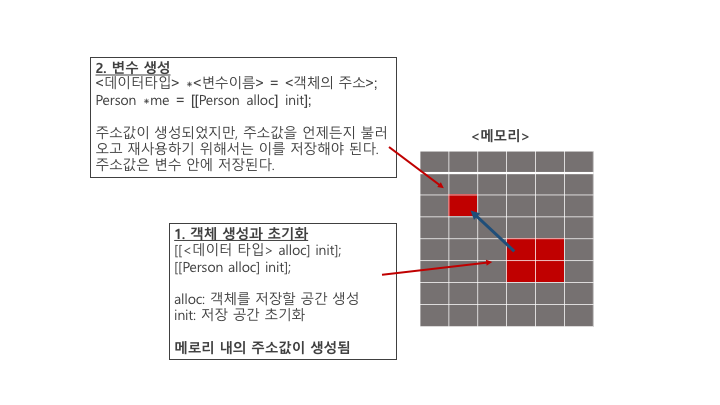 2. 변수 생성
<데이터타입> *<변수이름> = <객체의 주소>;
Person *me = [[Person alloc] init];
주소값이 생성되었지만, 주소값을 언제든지 불러
오고 재사용하기 위해서는 이를 저장해야 된다.
주소값은 변수 안에 저장된다.
<메모리>
1. 객체 생성과 초기화
[[<데이터 타입> alloc] init];
[[Person alloc] init];
alloc: 객체를 저장할 공간 생성
init: 저장 공간 초기화
메로리 내의 주소값이 생성됨